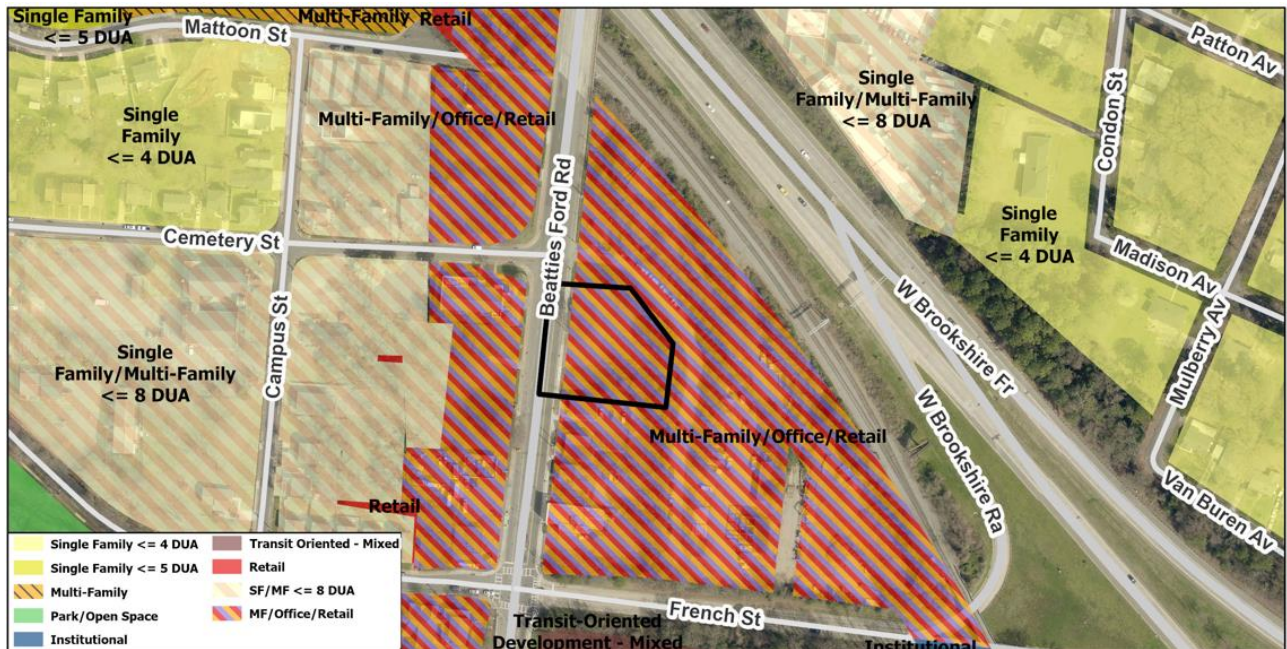 Single Family
<= 5 DUA
Multi-Family
Retail
Mattoon St
Patton Av
Single
Family
<= 4 DUA
Multi-Family/Office/Retail
Single
Family/Multi-Family
<= 8 DUA
Condon St
Beatties Ford Rd
Cemetery St
Single
Family
<= 4 DUA
Madison Av
Single
Family/Multi-Family
<= 8 DUA
Campus St
W Brookshire Fr
Mulberry Av
Multi-Family/Office/Retail
W Brookshire Ra
Van Buren Av
Retail
Single Family <= 4 DUA
Single Family <= 5 DUA
Multi-Family
Park/Open Space
Institutional
Transit Oriented - Mixed
Retail
SF/MF <= 8 DUA
MF/Office/Retail
French St
Transit-Oriented
Development - Mixed
Institutional